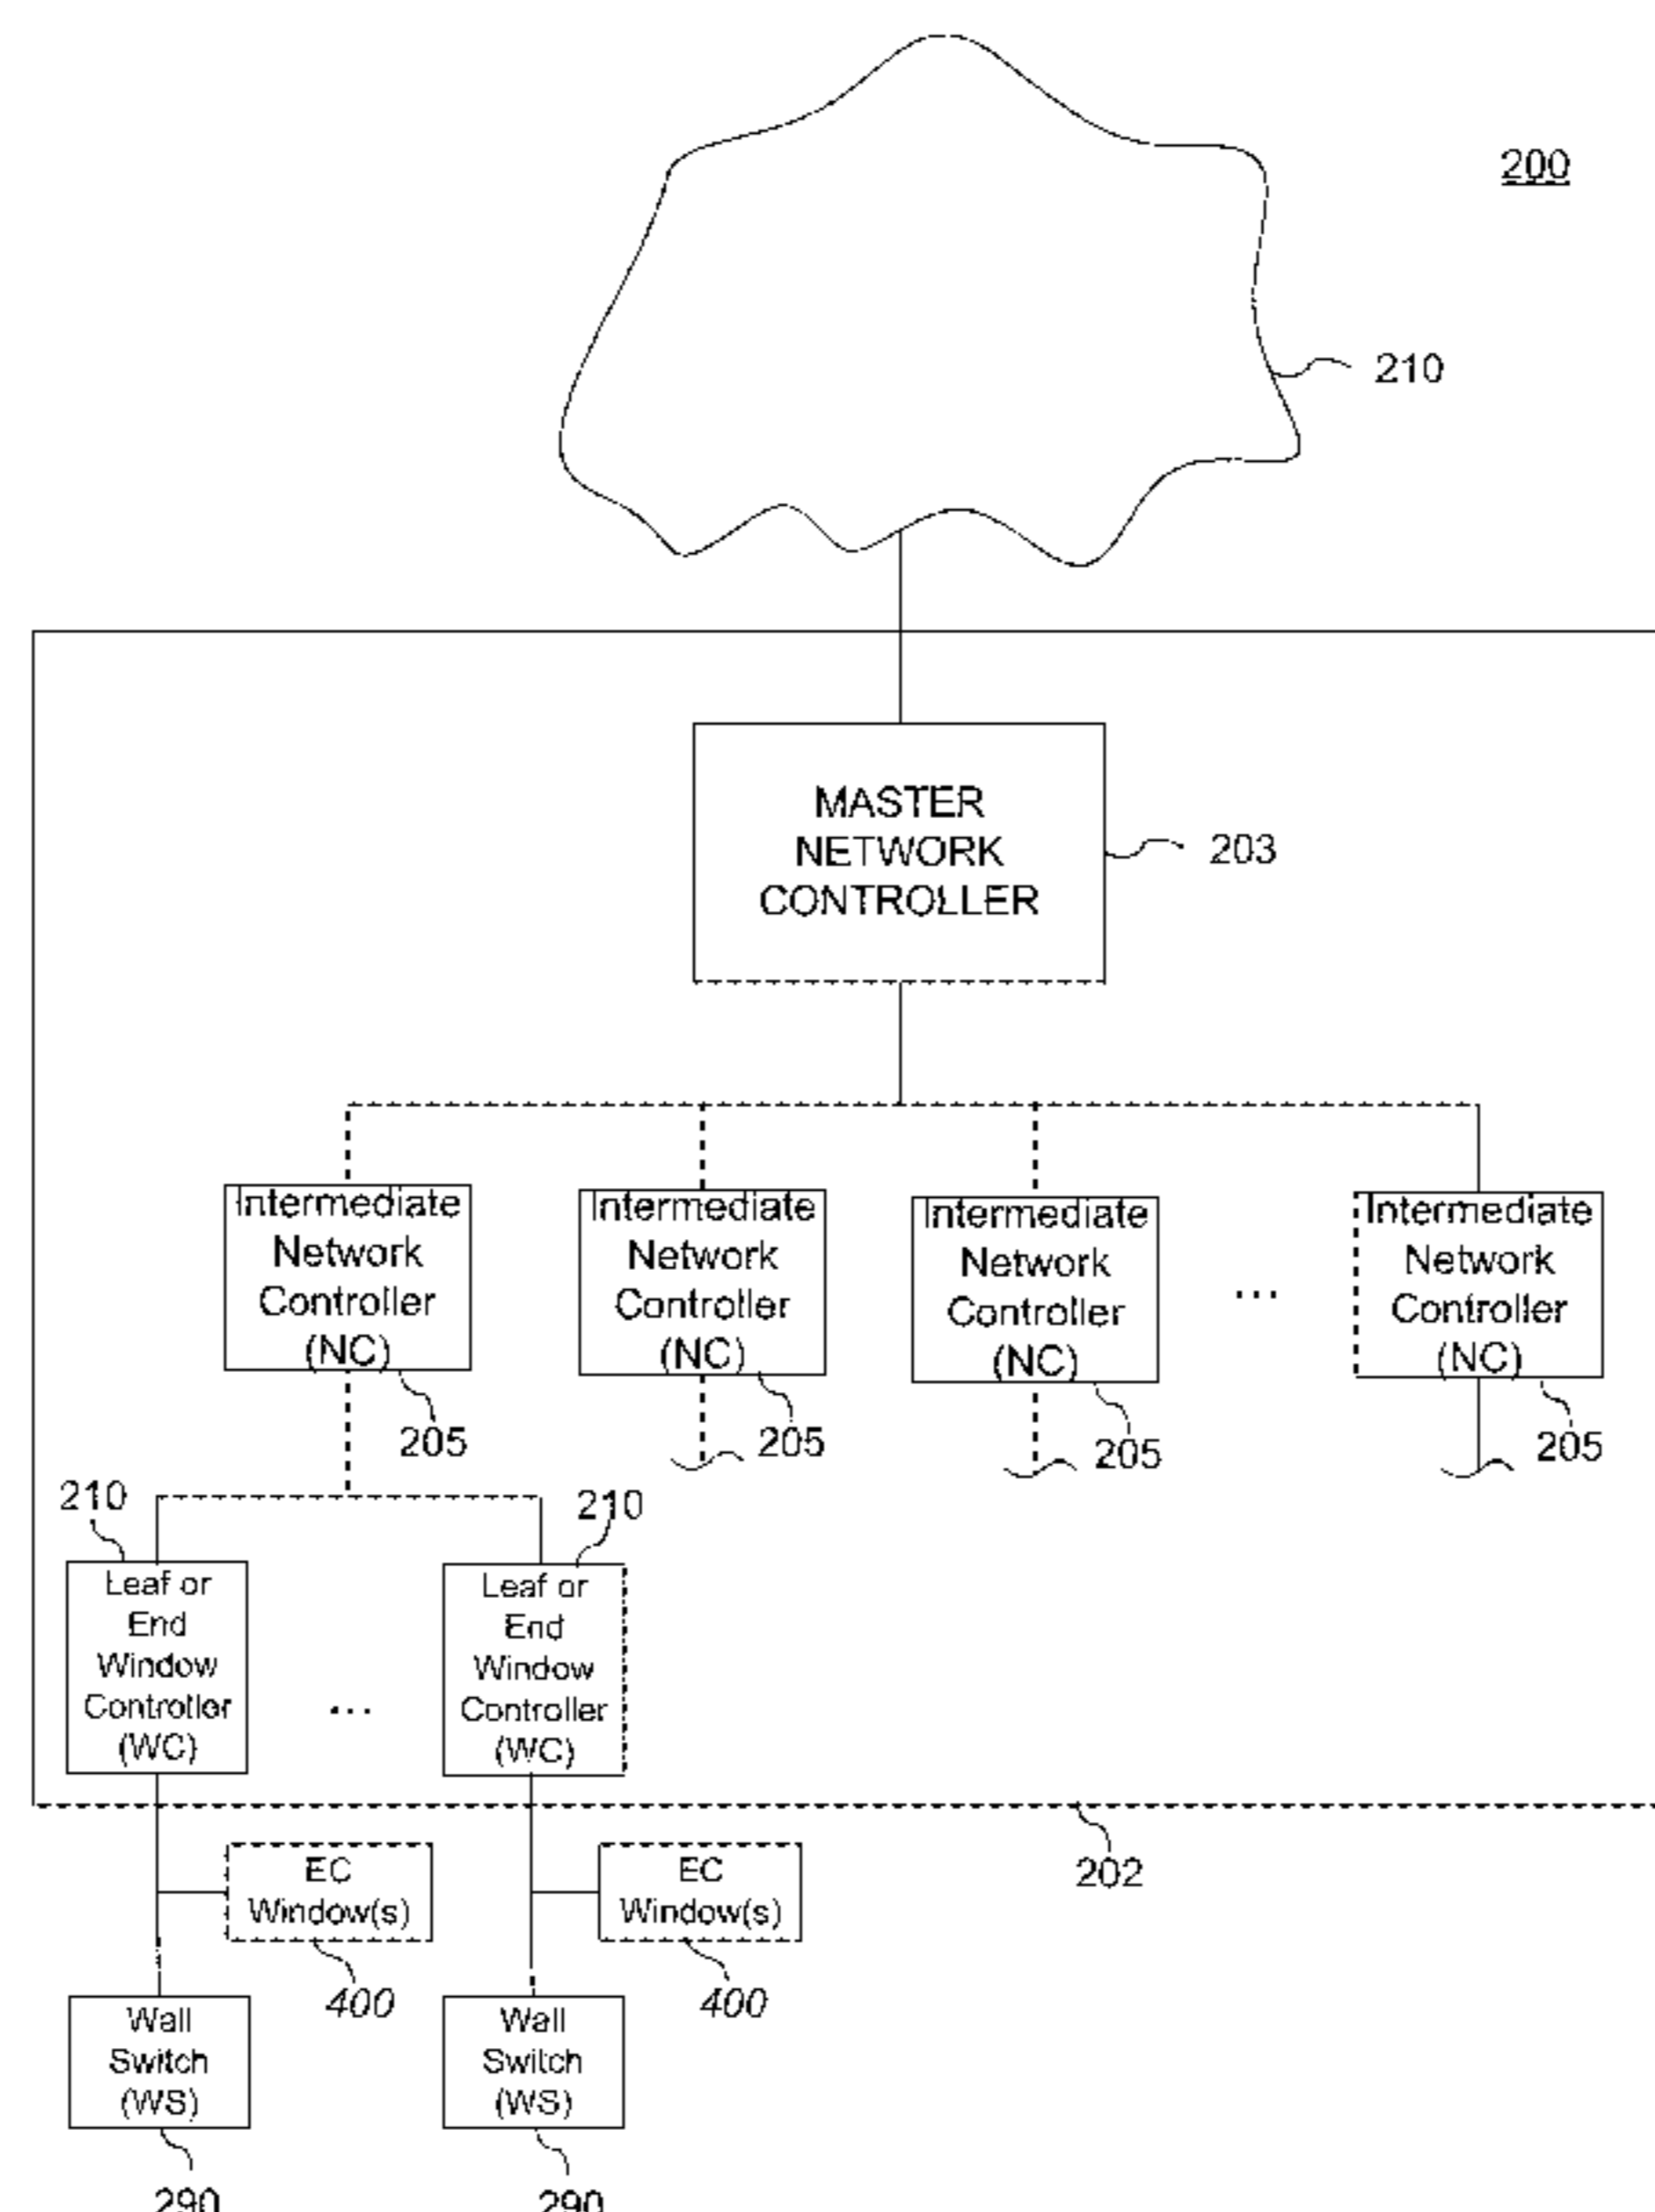 200
210
MASTER
NETWORK
CONTROLLER
203
Intermediate
Network
Controller
(NC)
205
Intermediate
Network
Controller
(NC)
205
Intermediate
Network
Controller
(NC)
205
...
Intermediate
Network
Controller
(NC)
205
210
Leaf or
End
Window
Controller
(WC)
...
210
Leaf or
End
Window
Controller
(WC)
202
EC
Window(s)
400
EC
Window(s)
400
Wall
Switch
(WS)
290
Wall
Switch
(WS)
290